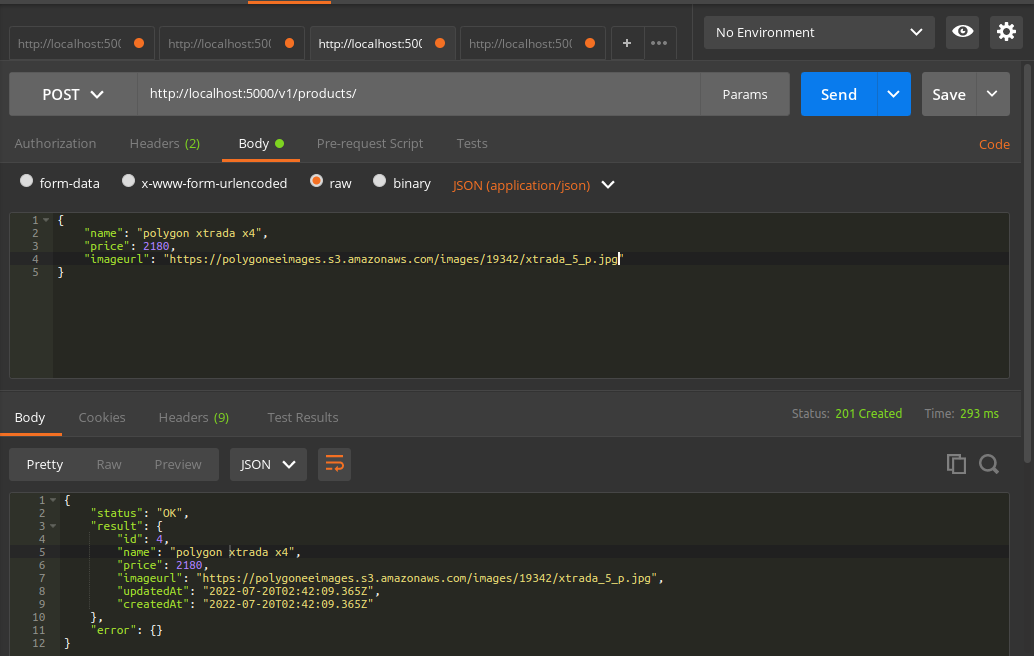 http://localhost:500 http://localhost:500 http://localhost:500 http://localhost:500 + ••• No Environment
POST http://localhost:5000/v1/products/ Params Send Save
Authorization Headers (2) Body Pre-request Script Tests Code
form-data x-www-form-urlencoded raw binary JSON (application/json)
1 {
2 "name": "polygon xtrada x4",
3 "price": 2180,
4 "imageurl": "https://polygoneeimages.s3.amazonaws.com/images/19342/xtrada_5_p.jpg"
5 }
Body Cookies Headers (9) Test Results Status: 201 Created Time: 293 ms
Pretty Raw Preview JSON
1 {
2 "status": "OK",
3 "result": {
4 "id": 4,
5 "name": "polygon xtrada x4",
6 "price": 2180,
7 "imageurl": "https://polygoneeimages.s3.amazonaws.com/images/19342/xtrada_5_p.jpg",
8 "updatedAt": "2022-07-20T02:42:09.365Z",
9 "createdAt": "2022-07-20T02:42:09.365Z"
10 },
11 "error": {}
12 }